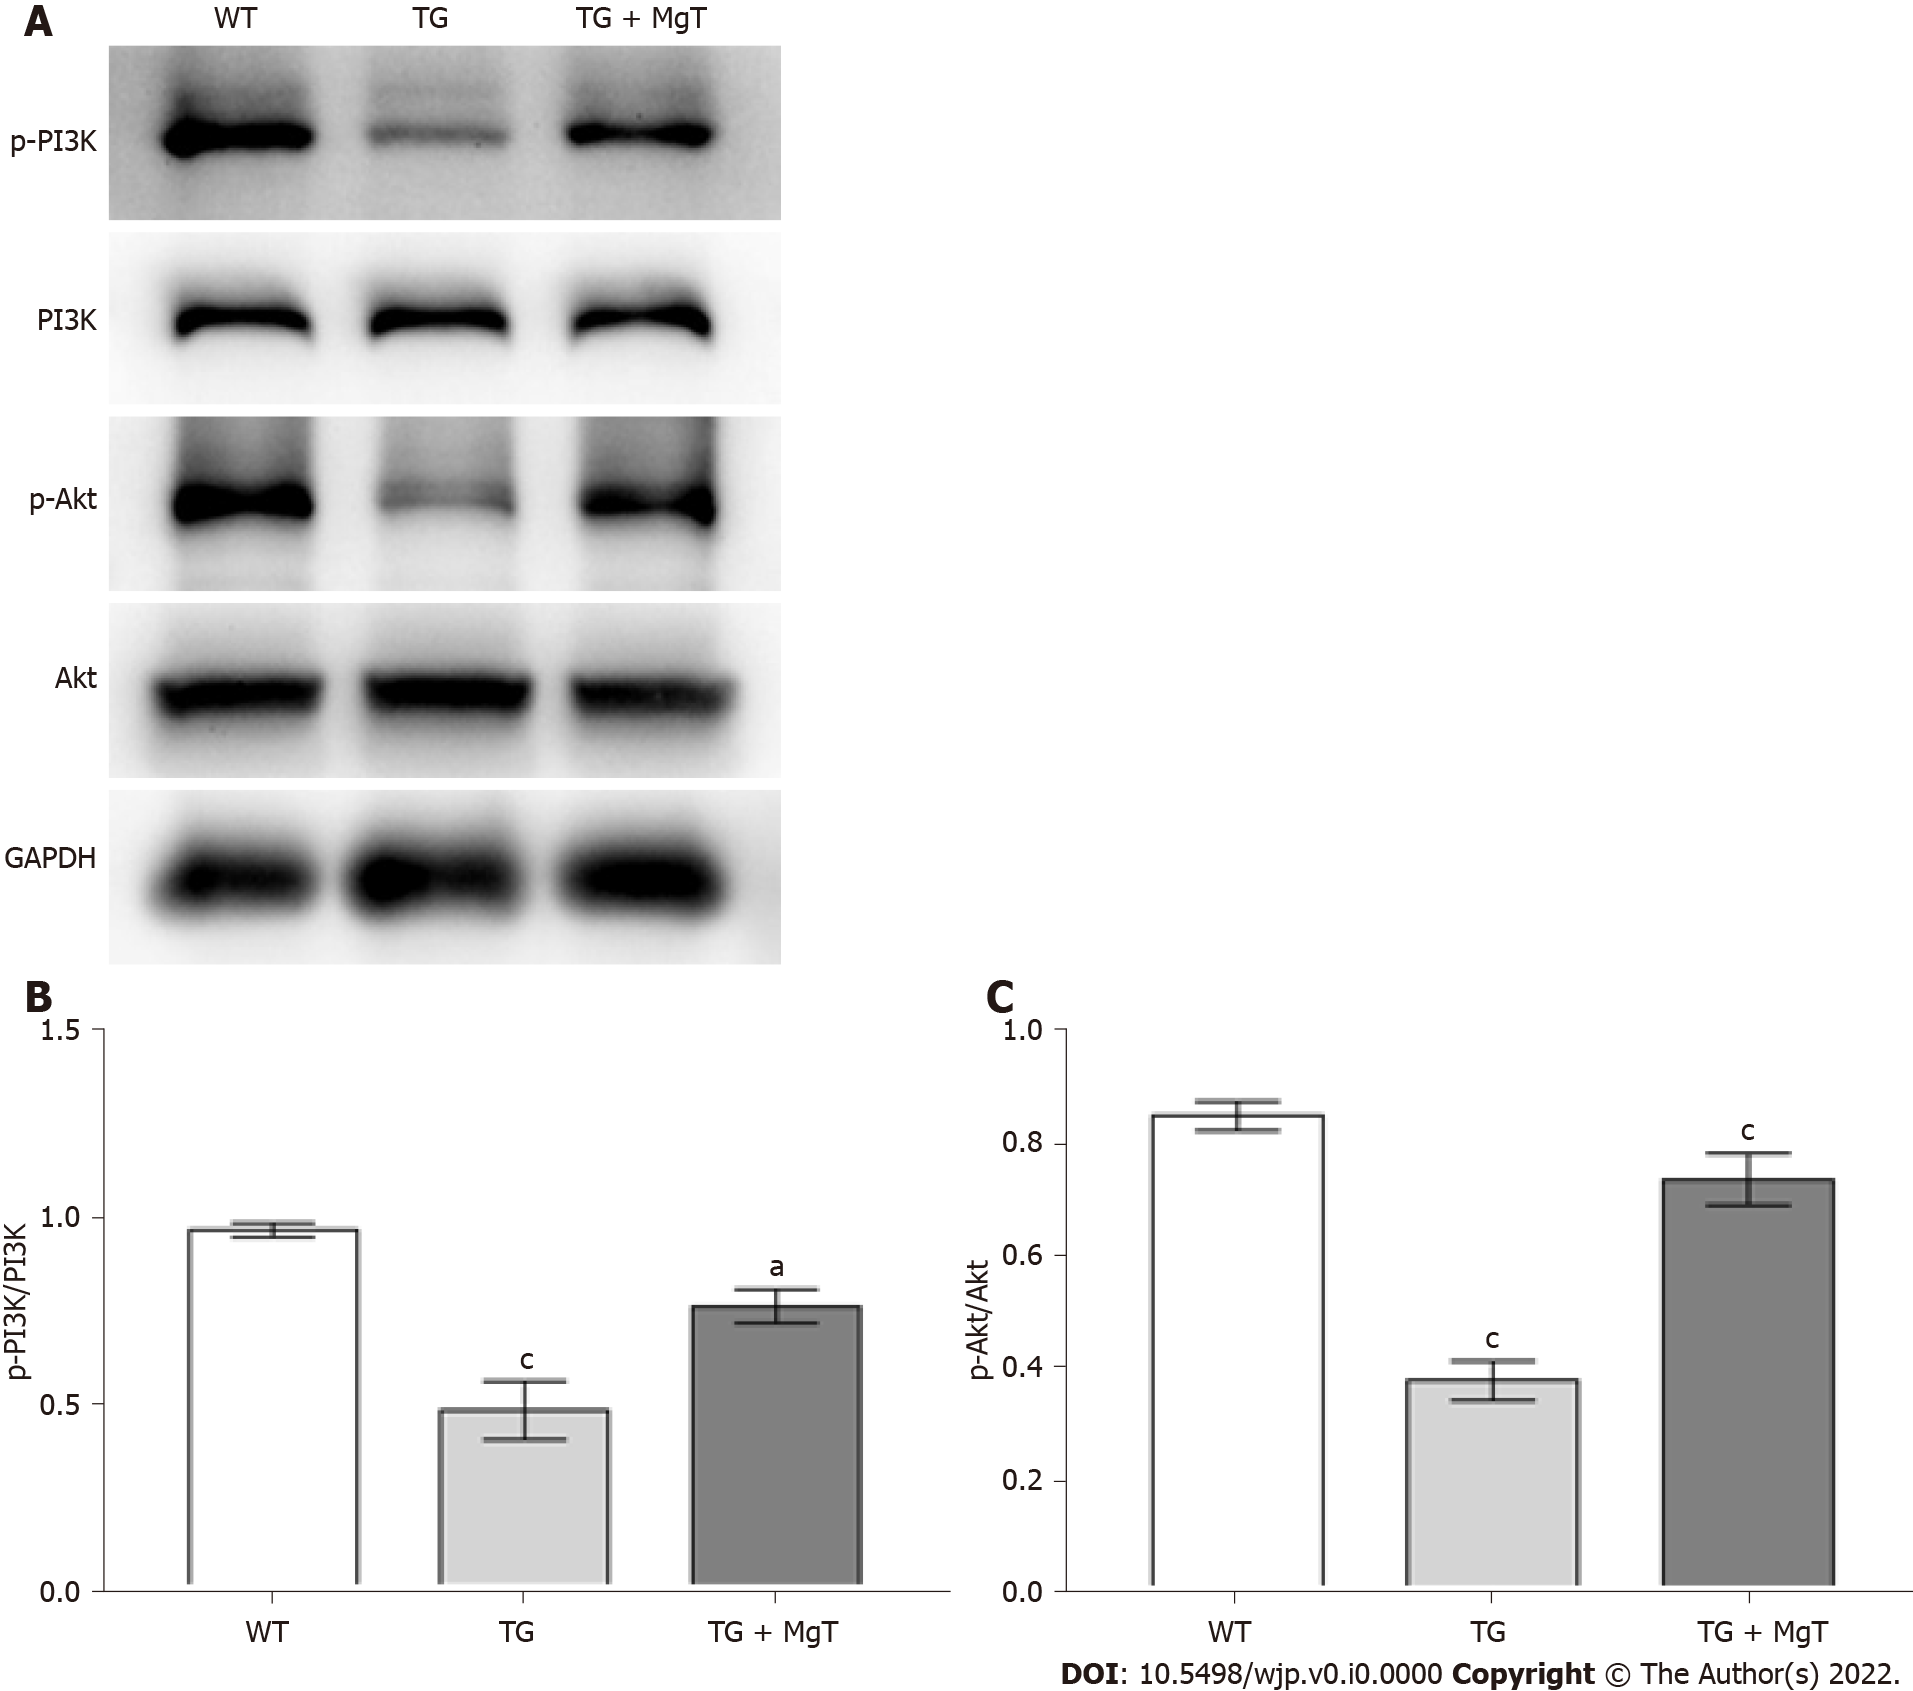 A
WT TG TG + MgT
p-PI3K
PI3K
p-Akt
Akt
GAPDH
B
1.5
1.0
0.5
0.0
p-PI3K/PI3K
c
a
WT TG TG + MgT
C
1.0
0.8
0.6
0.4
0.2
0.0
p-Akt/Akt
c
c
WT TG TG + MgT
DOI: 10.5498/wjp.v0.i0.0000 Copyright © The Author(s) 2022.